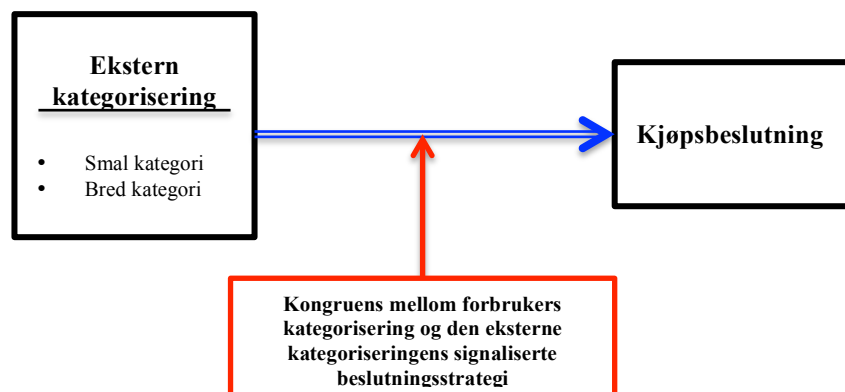 Ekstern
kategorisering
• Smal kategori
• Bred kategori
Kjøpsbeslutning
Kongruens mellom forbrukers
kategorisering og den eksterne
kategoriseringens signaliserte
beslutningsstrategi